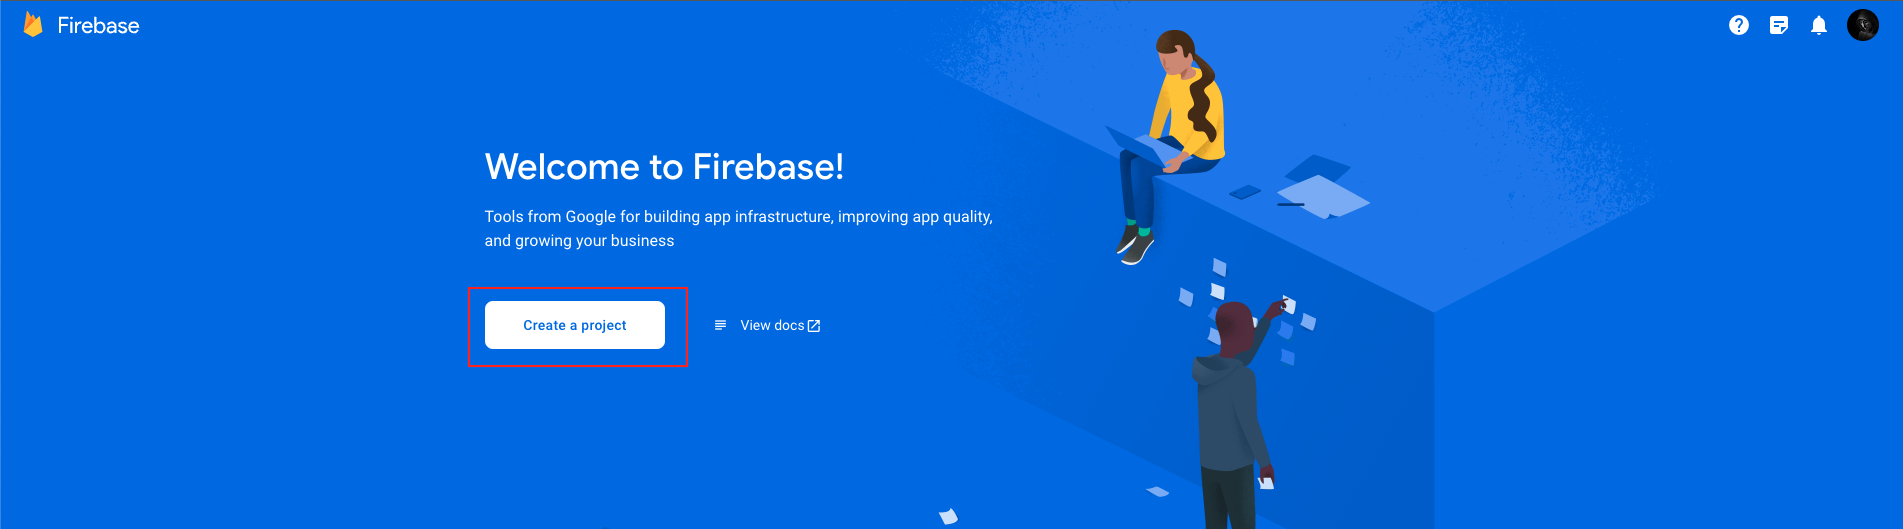 Firebase
Welcome to Firebase!
Tools from Google for building app infrastructure, improving app quality,
and growing your business
Create a project
View docs